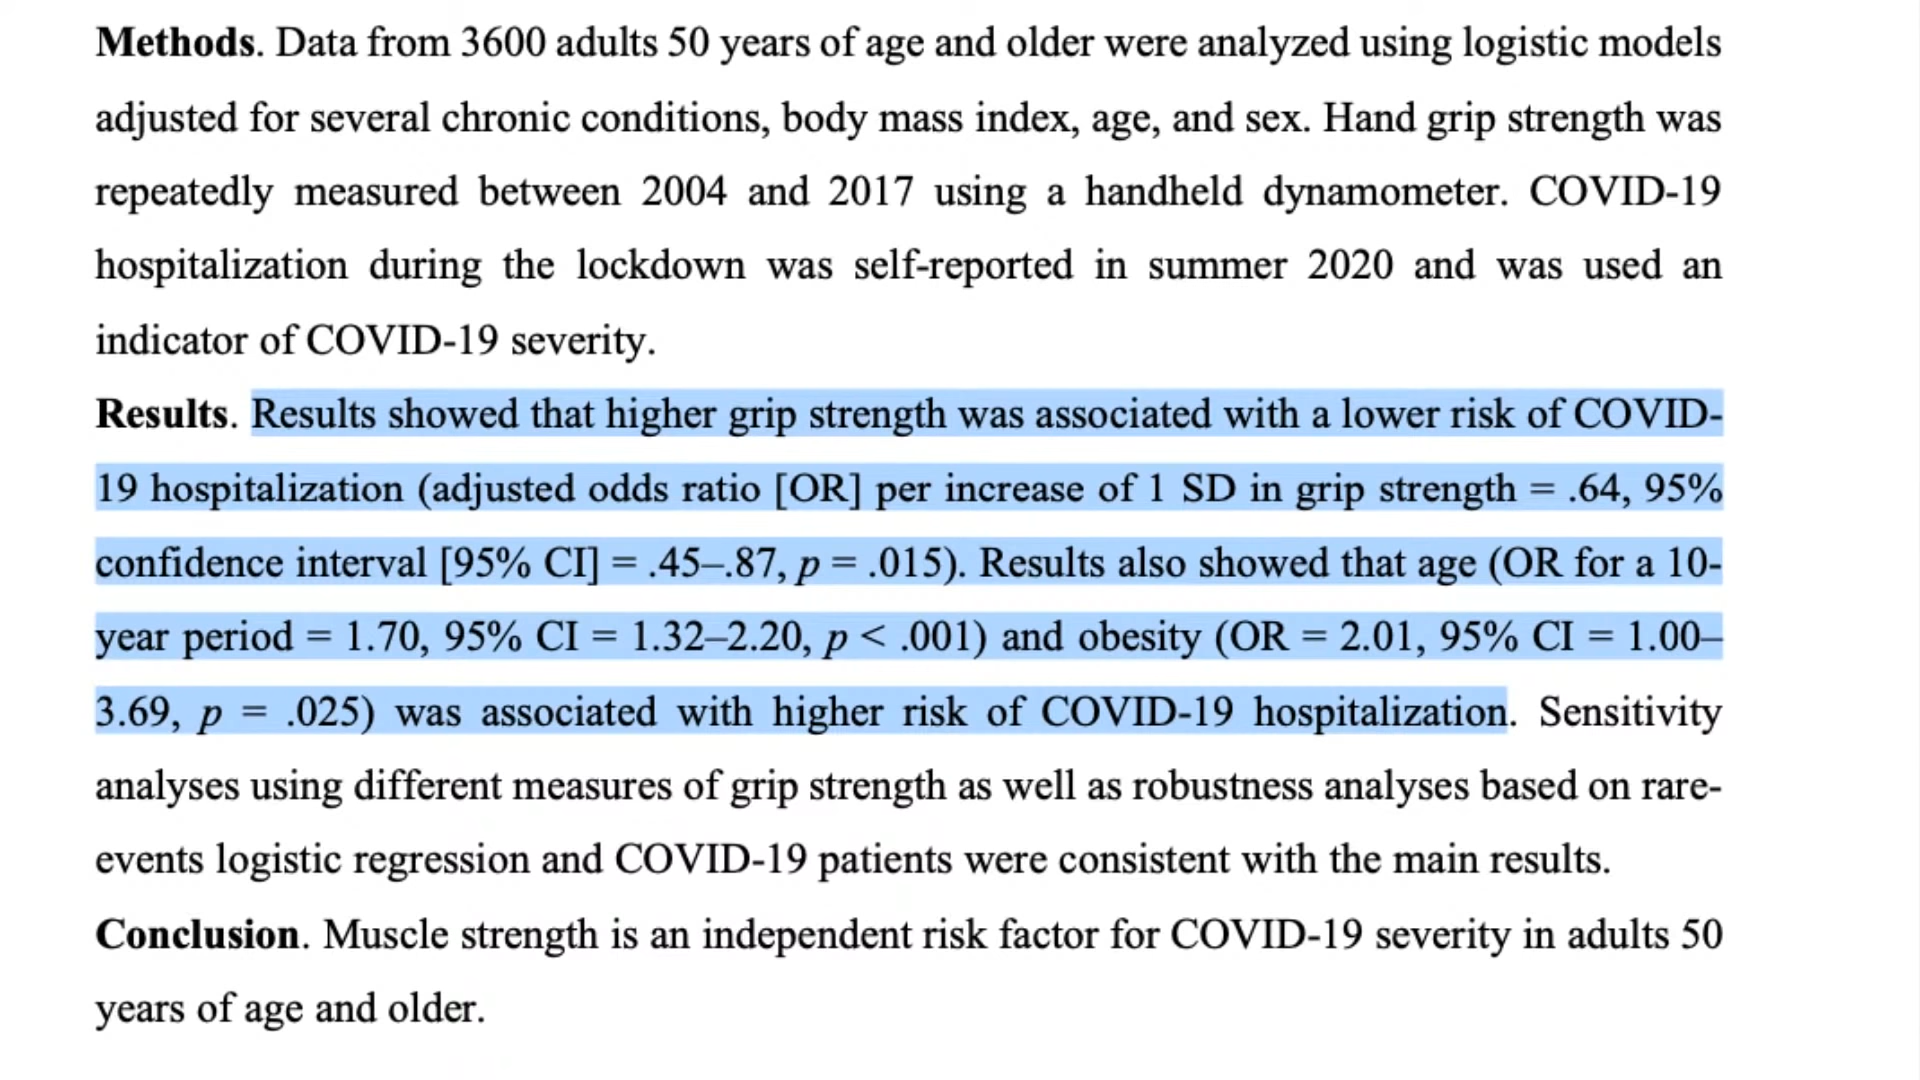 Methods. Data from 3600 adults 50 years of age and older were analyzed using logistic models
adjusted for several chronic conditions, body mass index, age, and sex. Hand grip strength was
repeatedly measured between 2004 and 2017 using a handheld dynamometer. COVID-19
hospitalization during the lockdown was self-reported in summer 2020 and was used an
indicator of COVID-19 severity.
Results. Results showed that higher grip strength was associated with a lower risk of COVID-
19 hospitalization (adjusted odds ratio [OR] per increase of 1 SD in grip strength = .64, 95%
confidence interval [95% CI] = .45–.87, p = .015). Results also showed that age (OR for a 10-
year period = 1.70, 95% CI = 1.32–2.20, p < .001) and obesity (OR = 2.01, 95% CI = 1.00–
3.69, p = .025) was associated with higher risk of COVID-19 hospitalization. Sensitivity
analyses using different measures of grip strength as well as robustness analyses based on rare-
events logistic regression and COVID-19 patients were consistent with the main results.
Conclusion. Muscle strength is an independent risk factor for COVID-19 severity in adults 50
years of age and older.